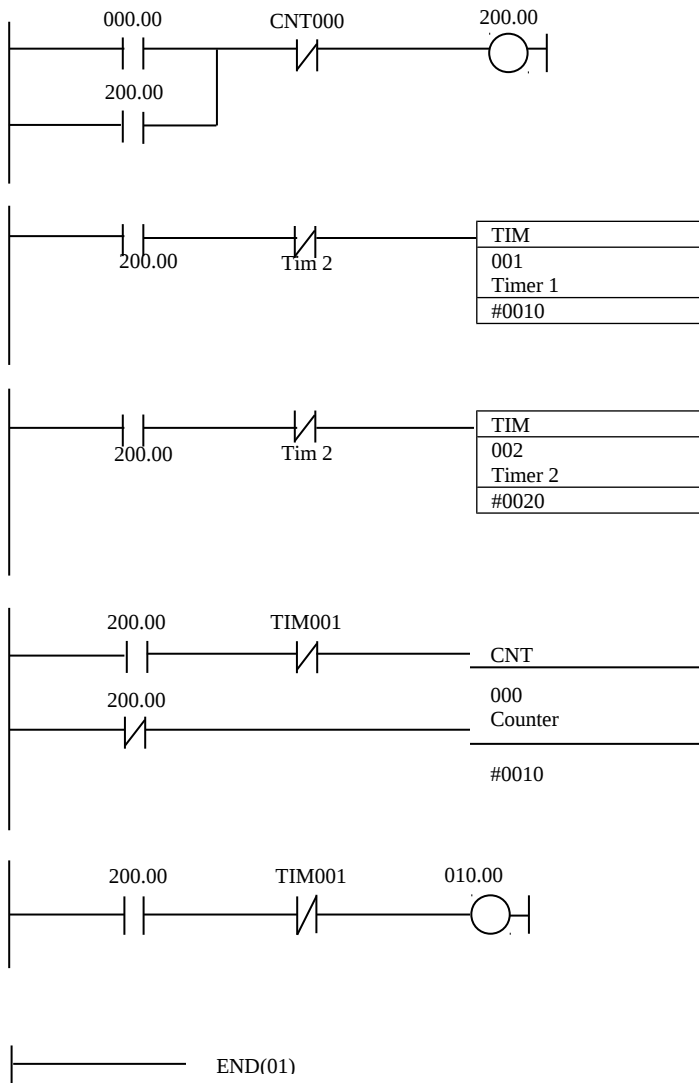 000.00 CNT000 200.00
200.00
200.00 Tim 2
TIM
001
Timer 1
#0010
200.00 Tim 2
TIM
002
Timer 2
#0020
200.00 TIM001
CNT
200.00
000
Counter
#0010
200.00 TIM001 010.00
END(01)